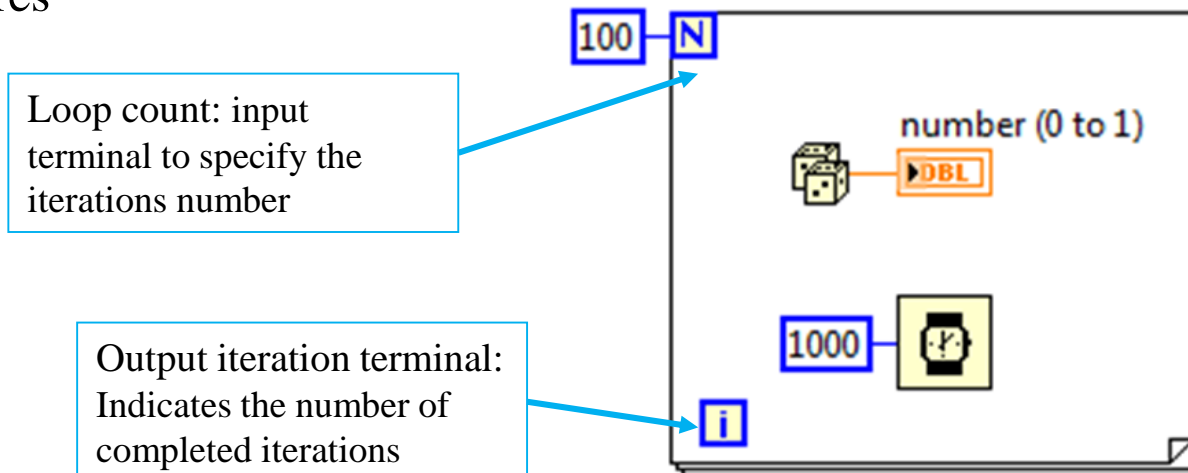 100 N
Loop count: input
terminal to specify the
iterations number
number (0 to 1)
DBL
1000
Output iteration terminal:
Indicates the number of
completed iterations
i